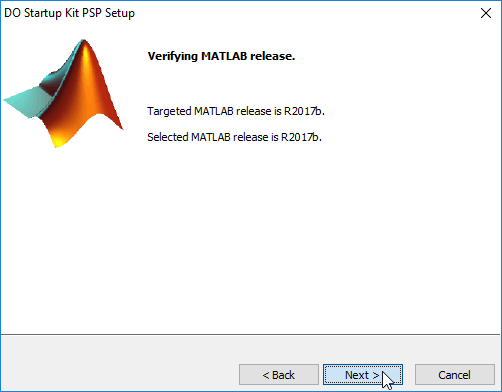 DO Startup Kit PSP Setup
Verifying MATLAB release.
Targeted MATLAB release is R2017b.
Selected MATLAB release is R2017b.
< Back
Next >
Cancel